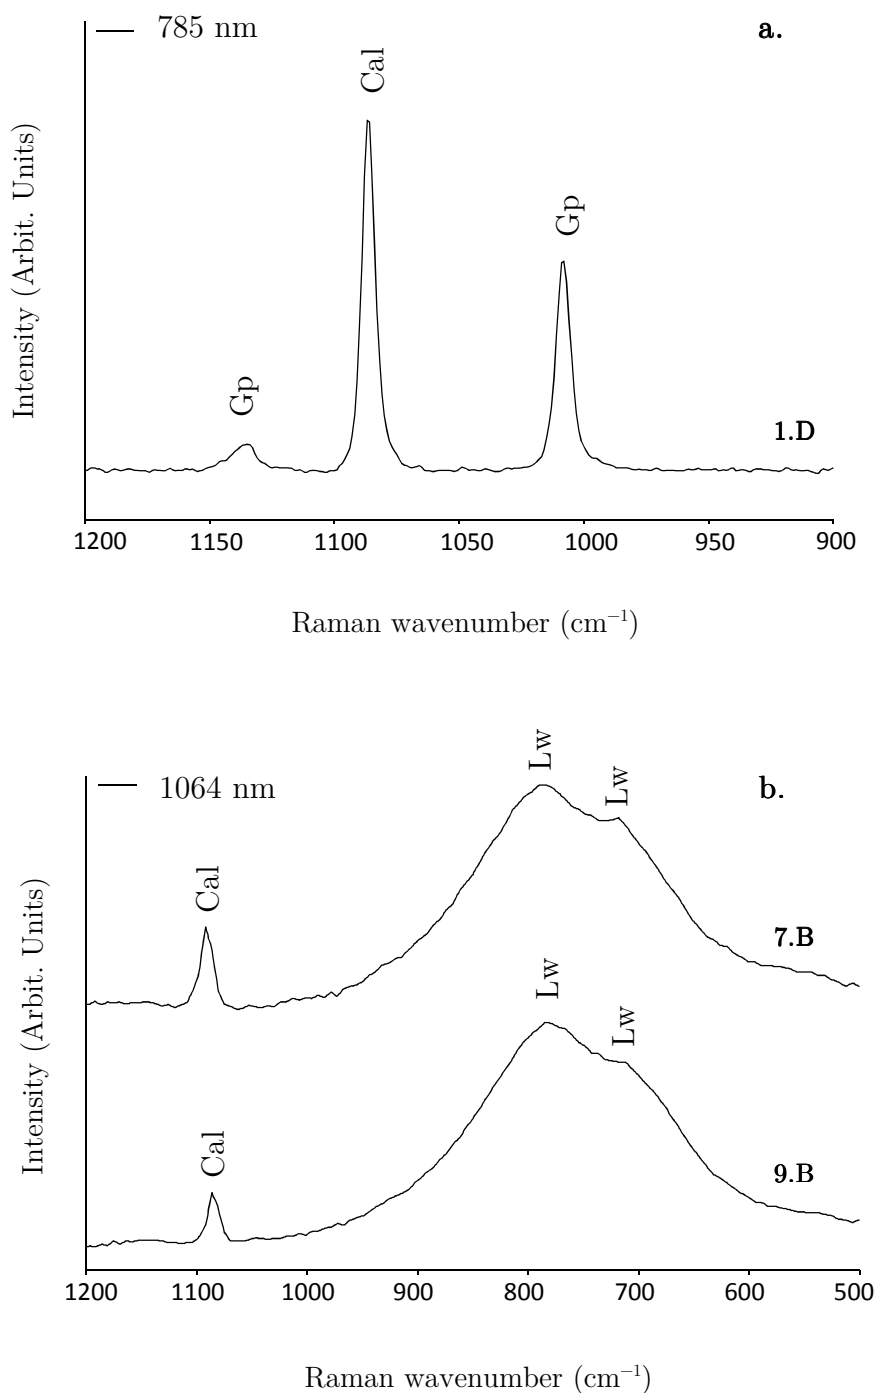 785 nm
a.
Cal
Gp
Gp
1.D
Intensity (Arbit. Units)
1200 1150 1100 1050 1000 950 900
Raman wavenumber (cm⁻¹)
1064 nm
b.
Lw
Lw
Cal
7.B
Lw
Lw
Cal
9.B
Intensity (Arbit. Units)
1200 1100 1000 900 800 700 600 500
Raman wavenumber (cm⁻¹)